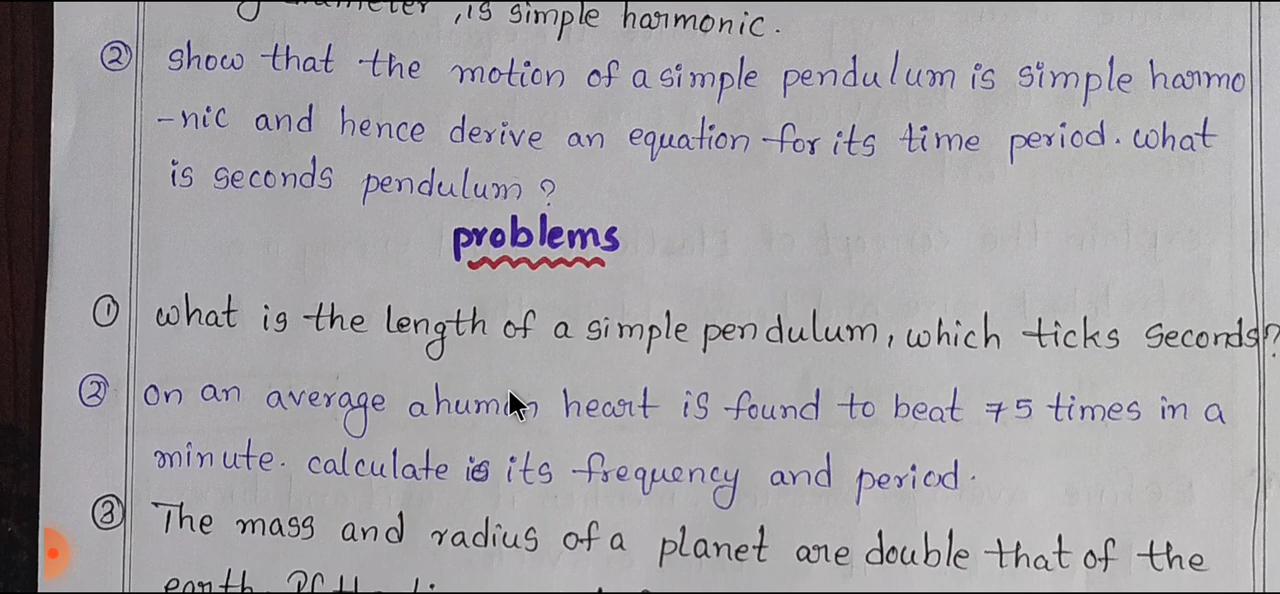 ,is simple harmonic.
② show that the motion of a simple pendulum is simple harmo
-nic and hence derive an equation for its time period. what
is seconds pendulum?
problems
① what is the length of a simple pendulum, which ticks seconds?
② on an average a human heart is found to beat 75 times in a
minute. calculate is its frequency and period.
③ The mass and radius of a planet are double that of the
earth.